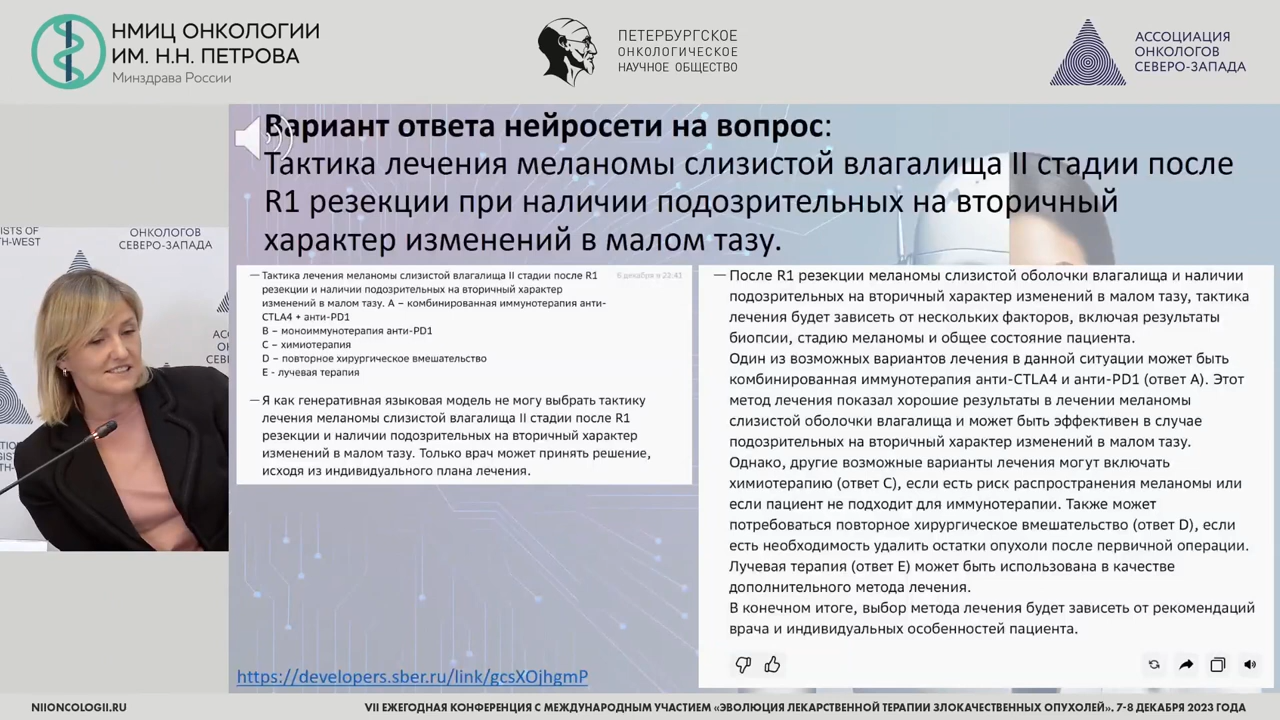 НМИЦ ОНКОЛОГИИ
ИМ. Н.Н. ПЕТРОВА
Минздрава России
ПЕТЕРБУРГСКОЕ
ОНКОЛОГИЧЕСКОЕ
НАУЧНОЕ ОБЩЕСТВО
АССОЦИАЦИЯ
ОНКОЛОГОВ
СЕВЕРО-ЗАПАДА
ISTS OF
H-WEST
ОНКОЛОГОВ
СЕВЕРО-ЗАПАДА
Вариант ответа нейросети на вопрос:
Тактика лечения меланомы слизистой влагалища II стадии после
R1 резекции при наличии подозрительных на вторичный
характер изменений в малом тазу.
— Тактика лечения меланомы слизистой влагалища II стадии после R1
6 декабря в 23:41
резекции и наличии подозрительных на вторичный характер
изменений в малом тазу. A – комбинированная иммунотерапия анти-
CTLA4 + анти-PD1
B – моноиммунотерапия анти-PD1
C – химиотерапия
D – повторное хирургическое вмешательство
E - лучевая терапия
— Я как генеративная языковая модель не могу выбрать тактику
лечения меланомы слизистой влагалища II стадии после R1
резекции и наличии подозрительных на вторичный характер
изменений в малом тазу. Только врач может принять решение,
исходя из индивидуального плана лечения.
— После R1 резекции меланомы слизистой оболочки влагалища и наличии
подозрительных на вторичный характер изменений в малом тазу, тактика
лечения будет зависеть от нескольких факторов, включая результаты
биопсии, стадию меланомы и общее состояние пациента.
Один из возможных вариантов лечения в данной ситуации может быть
комбинированная иммунотерапия анти-CTLA4 и анти-PD1 (ответ A). Этот
метод лечения показал хорошие результаты в лечении меланомы
слизистой оболочки влагалища и может быть эффективен в случае
подозрительных на вторичный характер изменений в малом тазу.
Однако, другие возможные варианты лечения могут включать
химиотерапию (ответ C), если есть риск распространения меланомы или
если пациент не подходит для иммунотерапии. Также может
потребоваться повторное хирургическое вмешательство (ответ D), если
есть необходимость удалить остатки опухоли после первичной операции.
Лучевая терапия (ответ E) может быть использована в качестве
дополнительного метода лечения.
В конечном итоге, выбор метода лечения будет зависеть от рекомендаций
врача и индивидуальных особенностей пациента.
https://developers.sber.ru/link/gcsXOjhgmP
NIIONCOLOGII.RU
VII ЕЖЕГОДНАЯ КОНФЕРЕНЦИЯ С МЕЖДУНАРОДНЫМ УЧАСТИЕМ «ЭВОЛЮЦИЯ ЛЕКАРСТВЕННОЙ ТЕРАПИИ ЗЛОКАЧЕСТВЕННЫХ ОПУХОЛЕЙ». 7-8 ДЕКАБРЯ 2023 ГОДА